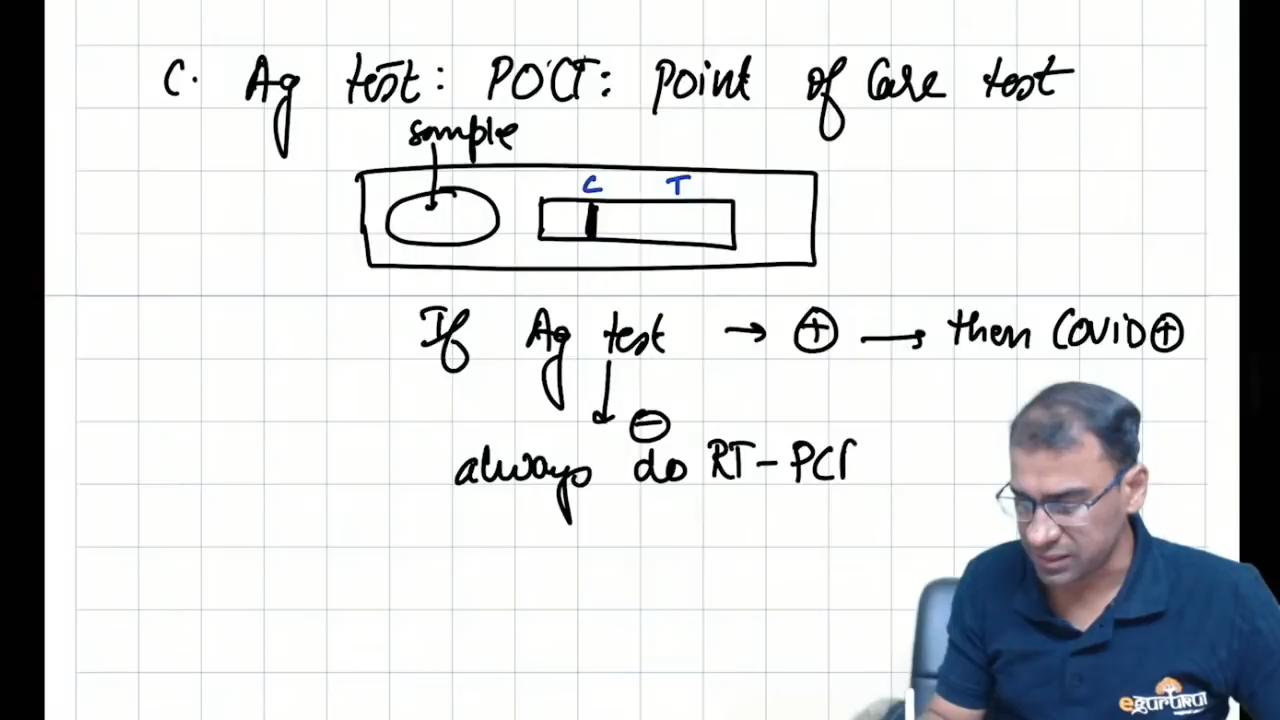 C. Ag test: POCT: Point of Care test
sample
C T
If Ag test → ⊕ → then COVID⊕
↓ ⊖
always do RT-PCr
egurukul